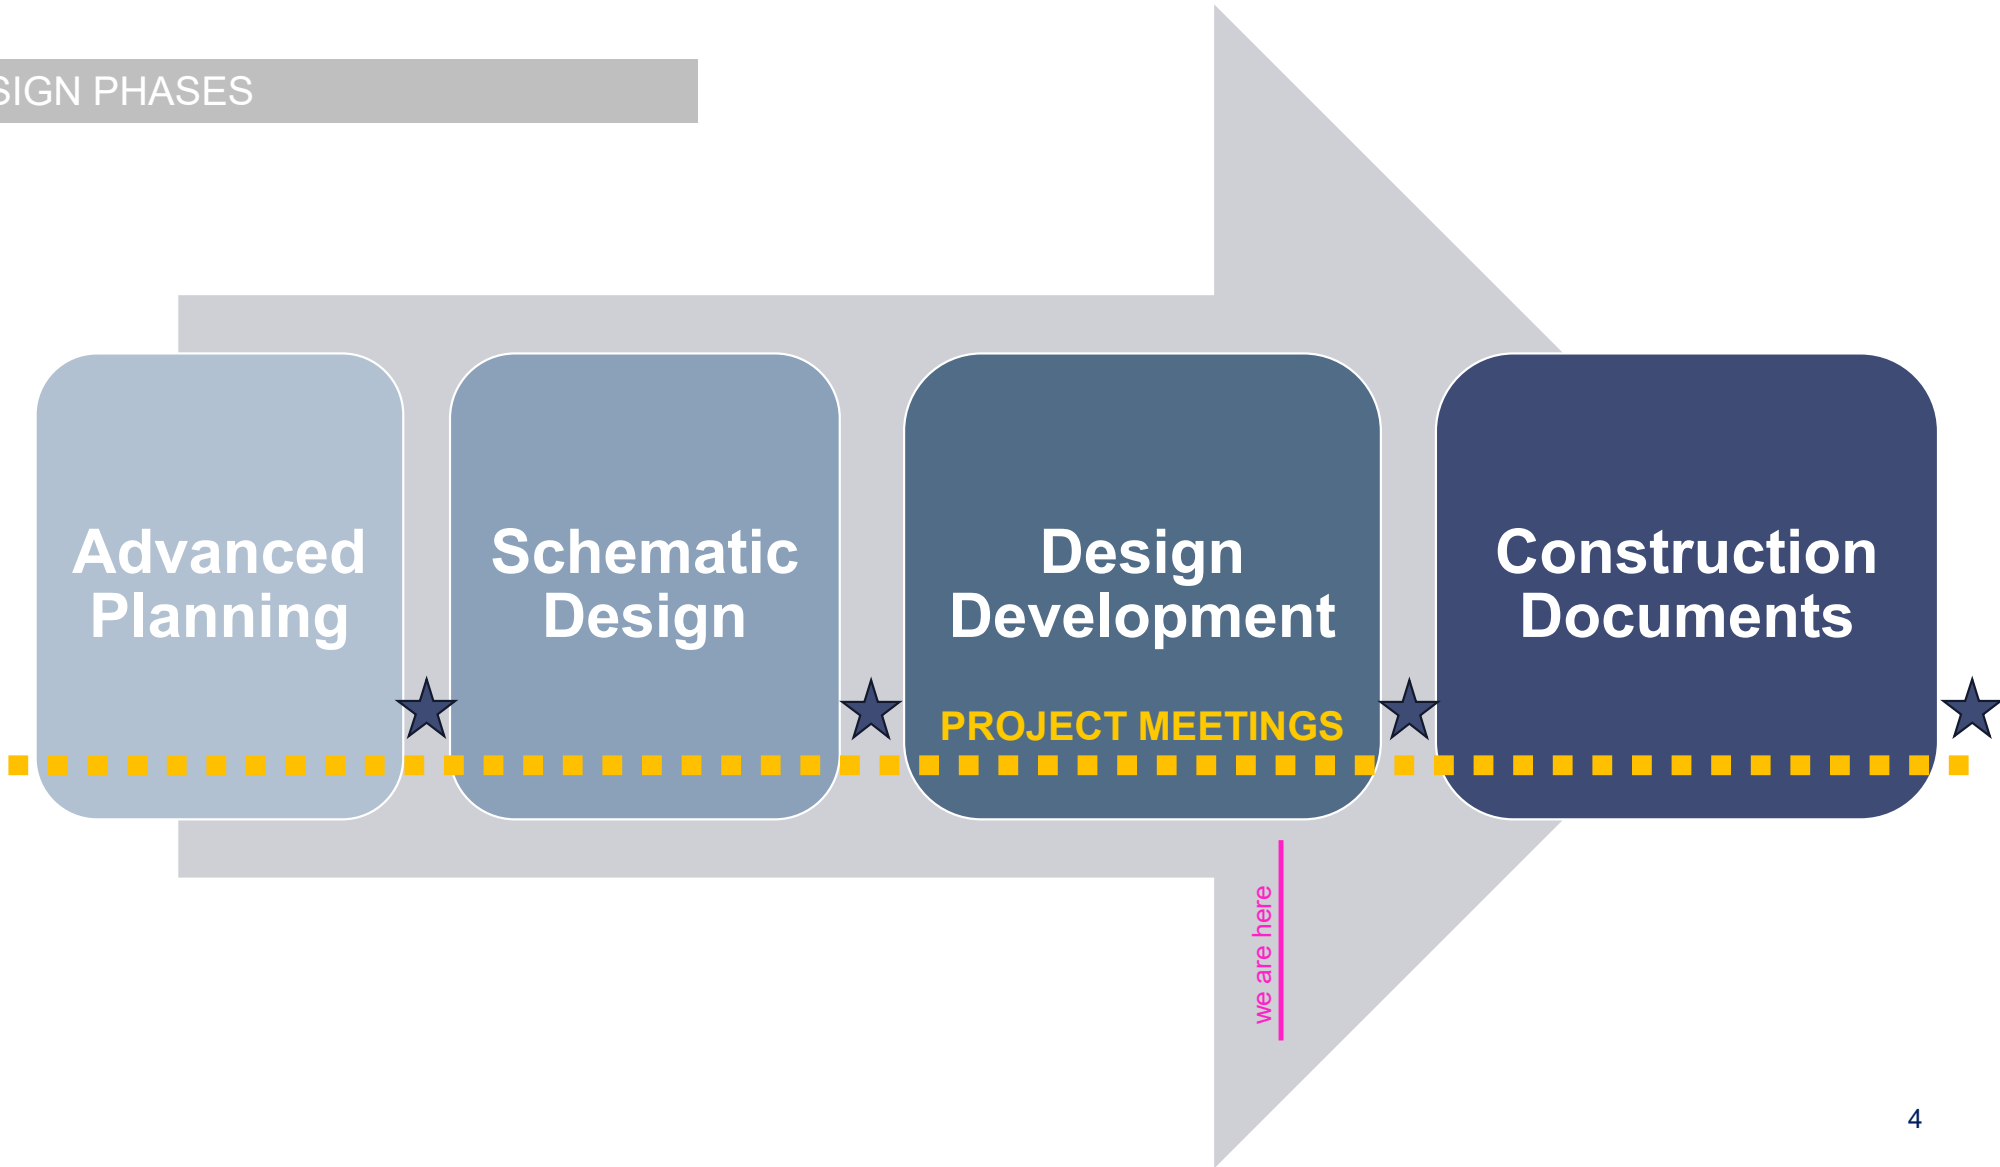 SIGN PHASES
Advanced
Planning
Schematic
Design
Design
Development
Construction
Documents
PROJECT MEETINGS
we are here
4